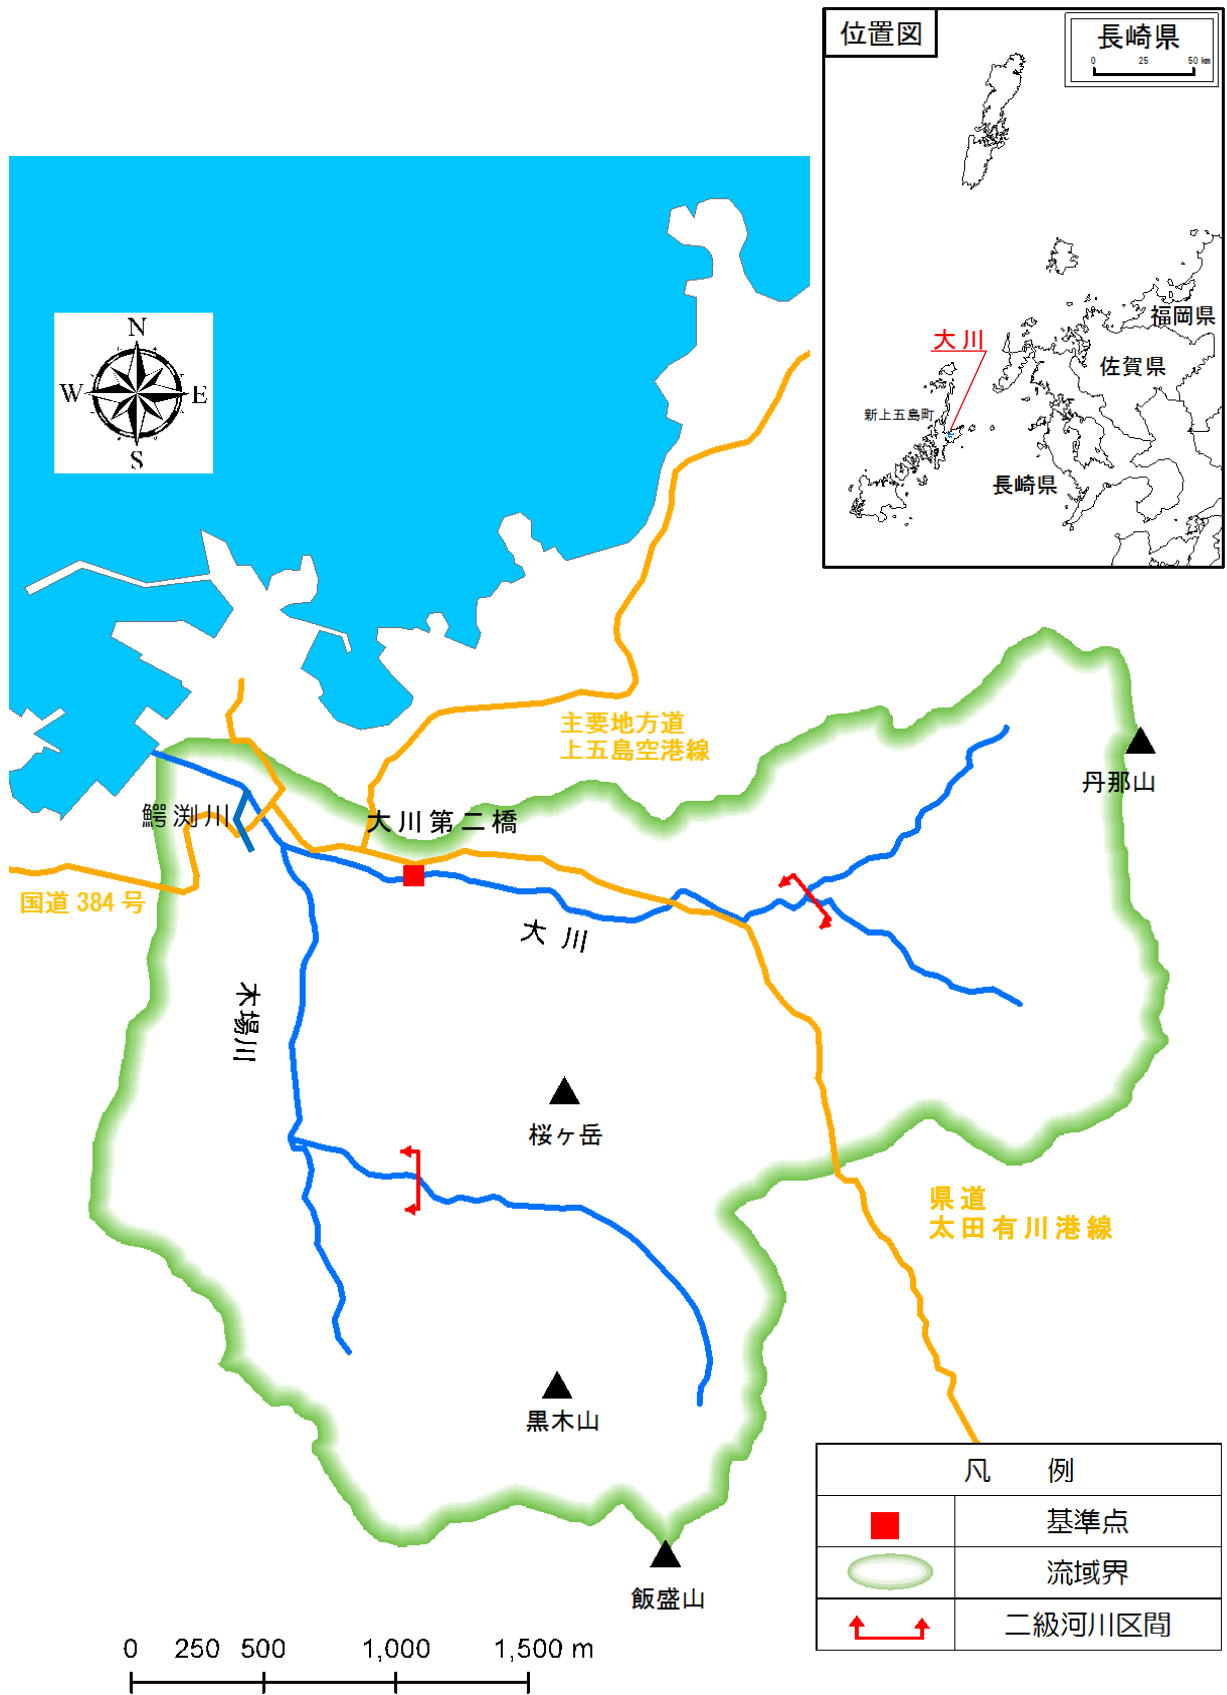 位置図
長崎県
0 25 50 km
福岡県
大川
佐賀県
新上五島町
長崎県
N
W E
S
主要地方道
上五島空港線
丹那山
鰐渕川
大川第二橋
国道384号
大川
木場川
桜ヶ岳
県道
太田有川港線
黒木山
飯盛山
凡例
基準点
流域界
二級河川区間
0 250 500 1,000 1,500 m